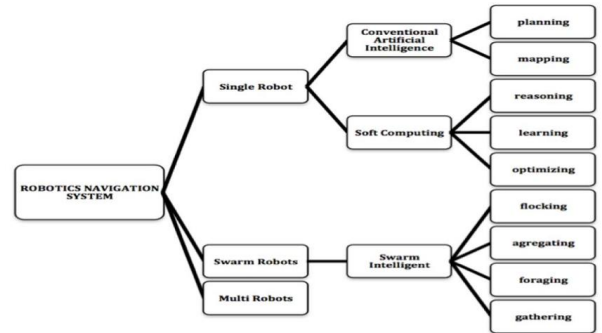 ROBOTICS NAVIGATION
SYSTEM
Single Robot
Swarm Robots
Multi Robots
Conventional
Artificial
Intelligence
Soft Computing
Swarm
Intelligent
planning
mapping
reasoning
learning
optimizing
flocking
agregating
foraging
gathering